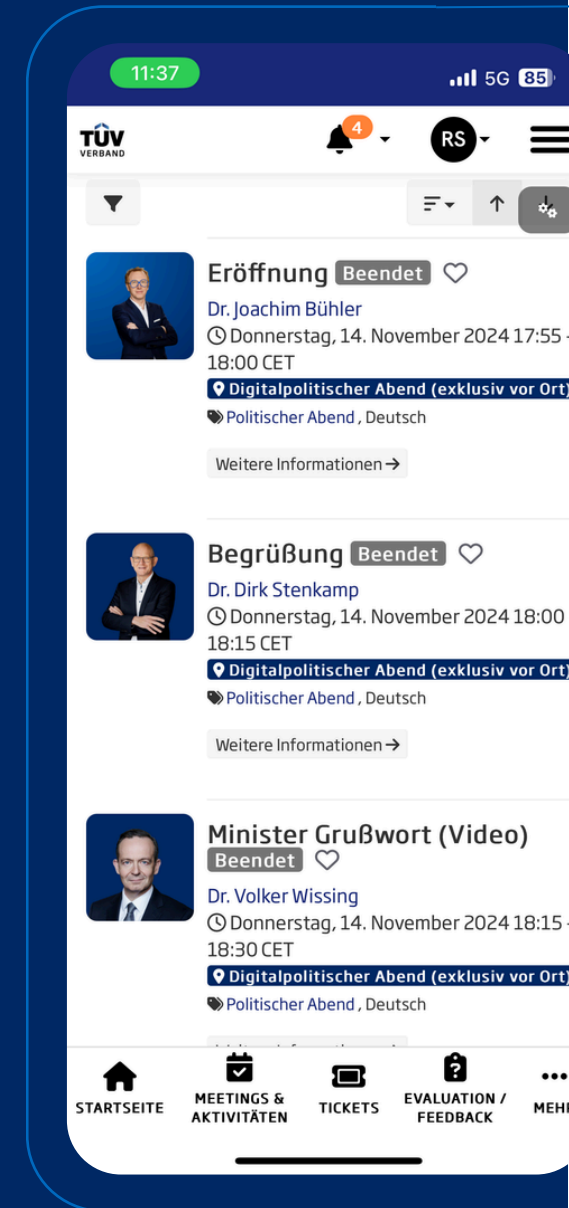 11:37
5G 85
TÜV
VERBAND
4
RS
Eröffnung Beendet
Dr. Joachim Bühler
Donnerstag, 14. November 2024 17:55 -
18:00 CET
Digitalpolitischer Abend (exklusiv vor Ort)
Politischer Abend , Deutsch
Weitere Informationen →
Begrüßung Beendet
Dr. Dirk Stenkamp
Donnerstag, 14. November 2024 18:00
18:15 CET
Digitalpolitischer Abend (exklusiv vor Ort)
Politischer Abend , Deutsch
Weitere Informationen →
Minister Grußwort (Video)
Beendet
Dr. Volker Wissing
Donnerstag, 14. November 2024 18:15 -
18:30 CET
Digitalpolitischer Abend (exklusiv vor Ort)
Politischer Abend , Deutsch
STARTSEITE
MEETINGS &
AKTIVITÄTEN
TICKETS
EVALUATION /
FEEDBACK
MEHR